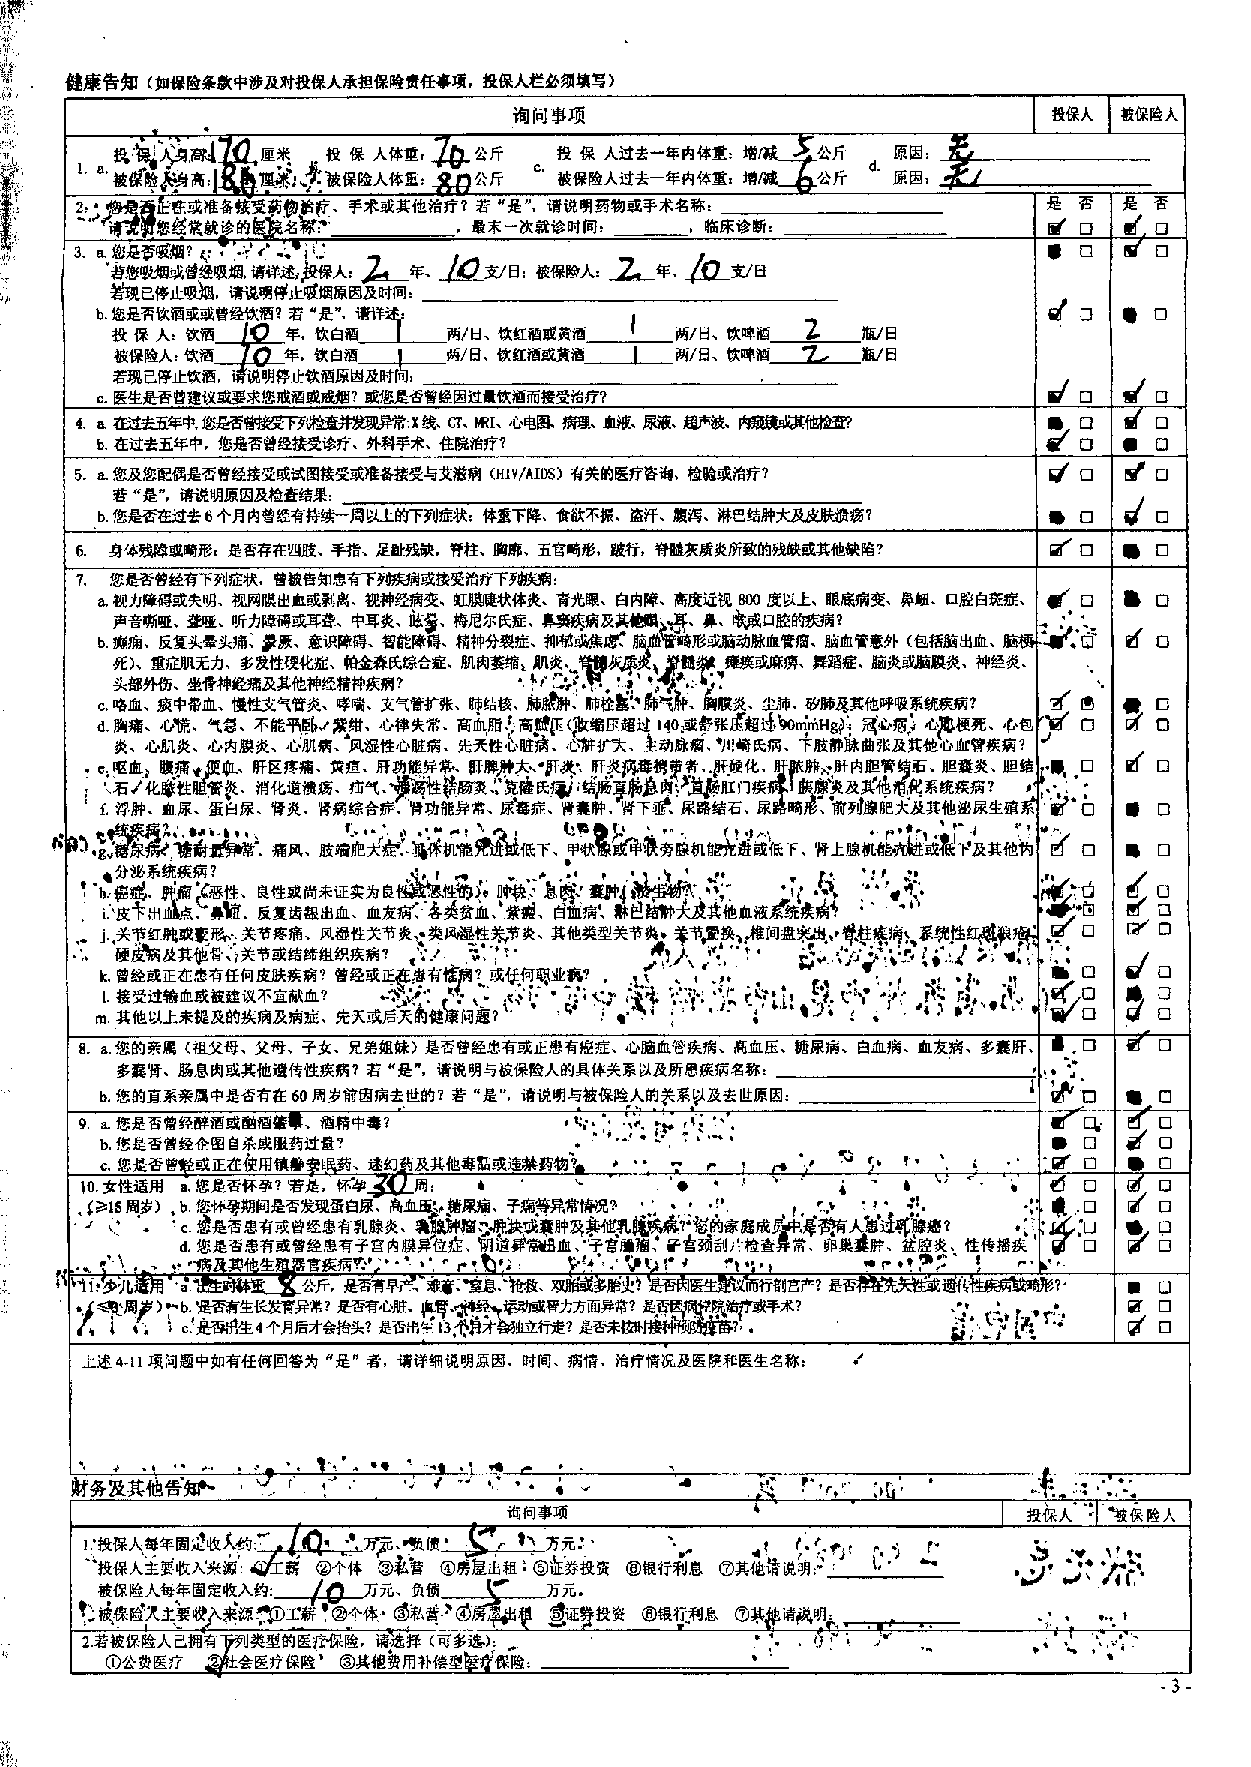 健康告知（如保险条款中涉及对投保人承担保险责任事项，投保人栏必须填写）
询问事项 投保人 被保险人
1. a. 投 保 人身高：170厘米 b. 投 保 人体重：70公斤 c. 投 保 人过去一年内体重：增/减 5公斤 d. 原因：无
被保险人身高： 厘米 被保险人体重：80公斤 被保险人过去一年内体重：增/减 6公斤 原因：无
2. 您是否正在或准备接受药物治疗、手术或其他治疗？若“是”，请说明药物或手术名称： 是 否 是 否
请说明您经常就诊的医院名称： ，最末一次就诊时间： ，临床诊断： ☑ □ ☑ □
3. a. 您是否吸烟？ ■ □ ☑ □
若您吸烟或曾经吸烟,请详述,投保人：2 年、10支/日；被保险人：2 年、10支/日
若现已停止吸烟，请说明停止吸烟原因及时间：
b. 您是否饮酒或或曾经饮酒？若“是”，请详述： ☑ □ ■ □
投 保 人：饮酒 10 年，饮白酒 1 两/日、饮红酒或黄酒 1 两/日、饮啤酒 2 瓶/日
被保险人：饮酒 10 年，饮白酒 1 两/日、饮红酒或黄酒 1 两/日、饮啤酒 2 瓶/日
若现已停止饮酒，请说明停止饮酒原因及时间：
c. 医生是否曾建议或要求您戒酒或戒烟？或您是否曾经因过量饮酒而接受治疗？ ☑ □ ☑ □
4. a. 在过去五年中,您是否曾接受下列检查并发现异常:X线、CT、MRI、心电图、病理、血液、尿液、超声波、内窥镜或其他检查？ ■ □ ☑ □
b. 在过去五年中，您是否曾经接受诊疗、外科手术、住院治疗？ ☑ □ ■ □
5. a. 您及您配偶是否曾经接受或试图接受或准备接受与艾滋病（HIV/AIDS）有关的医疗咨询、检验或治疗？ ☑ □ ☑ □
若“是”，请说明原因及检查结果：
b. 您是否在过去6个月内曾经有持续一周以上的下列症状：体重下降、食欲不振、盗汗、腹泻、淋巴结肿大及皮肤溃疡？ ■ □ ☑ □
6. 身体残障或畸形：是否存在四肢、手指、足趾残缺，脊柱、胸廓、五官畸形，跛行，脊髓灰质炎所致的残缺或其他缺陷？ ☑ □ ■ □
7. 您是否曾经有下列症状，曾被告知患有下列疾病或接受治疗下列疾病：
a. 视力障碍或失明、视网膜出血或剥离、视神经病变、虹膜睫状体炎、青光眼、白内障、高度近视 800 度以上、眼底病变、鼻衄、口腔白斑症、 ☑ □ ■ □
声音嘶哑、聋哑、听力障碍或耳聋、中耳炎、眩晕、梅尼尔氏症、鼻窦疾病及其他眼、耳、鼻、喉或口腔的疾病？
b. 癫痫、反复头晕头痛、晕厥、意识障碍、智能障碍、精神分裂症、抑郁或焦虑、脑血管畸形或脑动脉血管瘤、脑血管意外（包括脑出血、脑梗 ■ □ ☑ □
死）、重症肌无力、多发性硬化症、帕金森氏综合症、肌肉萎缩、肌炎、脊髓灰质炎、脊髓炎、瘫痪或麻痹、舞蹈症、脑炎或脑膜炎、神经炎、
头部外伤、坐骨神经痛及其他神经精神疾病？
c. 咯血、痰中带血、慢性支气管炎、哮喘、支气管扩张、肺结核、肺脓肿、肺栓塞、肺气肿、胸膜炎、尘肺、矽肺及其他呼吸系统疾病？ ☑ □ ■ □
d. 胸痛、心慌、气急、不能平卧、紫绀、心律失常、高血脂、高血压（收缩压超过 140 或舒张压超过 90mmHg）；冠心病、心肌梗死、心包 ☑ □ ☑ □
炎、心肌炎、心内膜炎、心肌病、风湿性心脏病、先天性心脏病、心脏扩大、主动脉瘤、川崎氏病、下肢静脉曲张及其他心血管疾病？
e. 呕血、腹痛、便血、肝区疼痛、黄疸、肝功能异常、肝脾肿大、肝炎、肝炎病毒携带者、肝硬化、肝脓肿、肝内胆管结石、胆囊炎、胆结 ■ □ ☑ □
石、化脓性胆管炎、消化道溃疡、疝气、溃疡性结肠炎、克隆氏病、结肠直肠息肉、直肠肛门疾病、胰腺炎及其他消化系统疾病？
f. 浮肿、血尿、蛋白尿、肾炎、肾病综合症、肾功能异常、尿毒症、肾囊肿、肾下垂、尿路结石、尿路畸形、前列腺肥大及其他泌尿生殖系 ☑ □ ■ □
统疾病？
g. 糖尿病、糖耐量异常、痛风、肢端肥大症、垂体机能亢进或低下、甲状腺或甲状旁腺机能亢进或低下、肾上腺机能亢进或低下及其他内 ☑ □ ■ □
分泌系统疾病？
h. 癌症、肿瘤（恶性、良性或尚未证实为良性或恶性的）、肿块、息肉、囊肿、赘生物？ ☑ □ ☑ □
i. 皮下出血点、鼻衄、反复齿龈出血、血友病、各类贫血、紫癜、白血病、淋巴结肿大及其他血液系统疾病？ ■ □ ☑ □
j. 关节红肿或变形、关节疼痛、风湿性关节炎、类风湿性关节炎、其他类型关节炎、关节置换、椎间盘突出、脊柱疾病、系统性红斑狼疮、 ☑ □ ☑ □
硬皮病及其他骨、关节或结缔组织疾病？
k. 曾经或正在患有任何皮肤疾病？曾经或正在患有性病？或任何职业病？ ■ □ ☑ □
l. 接受过输血或被建议不宜献血？ ☑ □ ■ □
m. 其他以上未提及的疾病及病症、先天或后天的健康问题？ ☑ □ ☑ □
8. a. 您的亲属（祖父母、父母、子女、兄弟姐妹）是否曾经患有或正患有癌症、心脑血管疾病、高血压、糖尿病、白血病、血友病、多囊肝、 ■ □ ☑ □
多囊肾、肠息肉或其他遗传性疾病？若“是”，请说明与被保险人的具体关系以及所患疾病名称：
b. 您的直系亲属中是否有在 60 周岁前因病去世的？若“是”，请说明与被保险人的关系以及去世原因： ☑ □ ■ □
9. a. 您是否曾经醉酒或酗酒 、酒精中毒？ ☑ □ ☑ □
b. 您是否曾经企图自杀或服药过量？ ■ □ ☑ □
c. 您是否曾经或正在使用镇静安眠药、迷幻药及其他毒品或违禁药物？ ☑ □ ■ □
10. 女性适用 a. 您是否怀孕？若是，怀孕30周； ☑ □ ☑ □
（≥16 周岁） b. 您怀孕期间是否发现蛋白尿、高血压、糖尿病、子痫等异常情况？ ■ □ ☑ □
c. 您是否患有或曾经患有乳腺炎、乳腺肿瘤、肿块或囊肿及其他乳腺疾病？您的家庭成员中是否有人患过乳腺癌？ ☑ □ ■ □
d. 您是否患有或曾经患有子宫内膜异位症、阴道异常出血、子宫肿瘤、子宫颈刮片检查异常、卵巢囊肿、盆腔炎、性传播疾 ☑ □ ☑ □
病及其他生殖器官疾病？
11. 少儿适用 a. 出生时体重 8 公斤，是否有早产、难产、窒息、抢救、双胎或多胎史？是否因医生建议而行剖宫产？是否存在先天性或遗传性疾病或畸形？ ■ □
b. 是否有生长发育异常？是否有心脏、血管、神经、运动或智力方面异常？是否因病住院治疗或手术？ ☑ □
c. 是否出生 4 个月后才会抬头？是否出生 13 个月才会独立行走？是否未按时接种预防疫苗？ ☑ □
上述 4-11 项问题中如有任何回答为“是”者，请详细说明原因、时间、病情、治疗情况及医院和医生名称：
财务及其他告知
询问事项 投保人 被保险人
1. 投保人每年固定收入约： 10 万元、负债 5 万元；
投保人主要收入来源：①工薪 ②个体 ③私营 ④房屋出租 ⑤证券投资 ⑥银行利息 ⑦其他请说明：
被保险人每年固定收入约： 10 万元、负债 5 万元。
被保险人主要收入来源：①工薪 ②个体 ③私营 ④房屋出租 ⑤证券投资 ⑥银行利息 ⑦其他请说明：
2.若被保险人已拥有下列类型的医疗保险，请选择（可多选）：
①公费医疗 ②社会医疗保险 ③其他费用补偿型医疗保险：
- 3 -